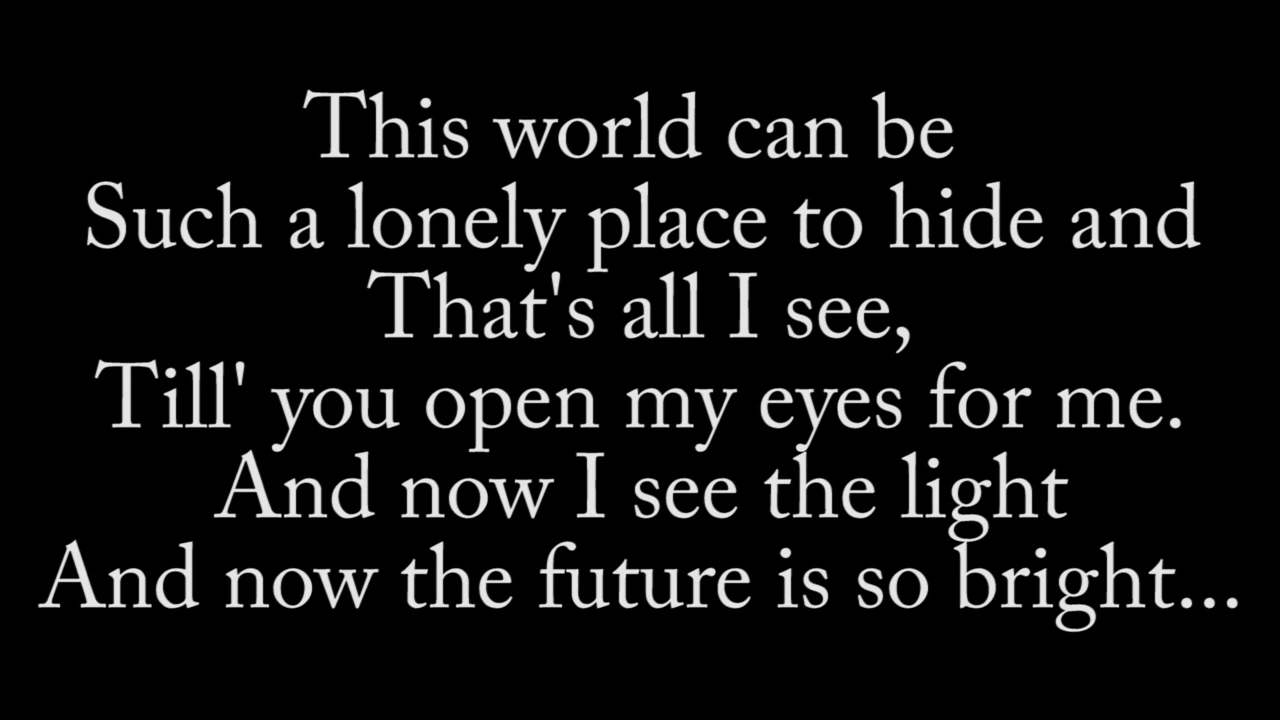 This world can be
Such a lonely place to hide and
That's all I see,
Till' you open my eyes for me.
And now I see the light
And now the future is so bright...